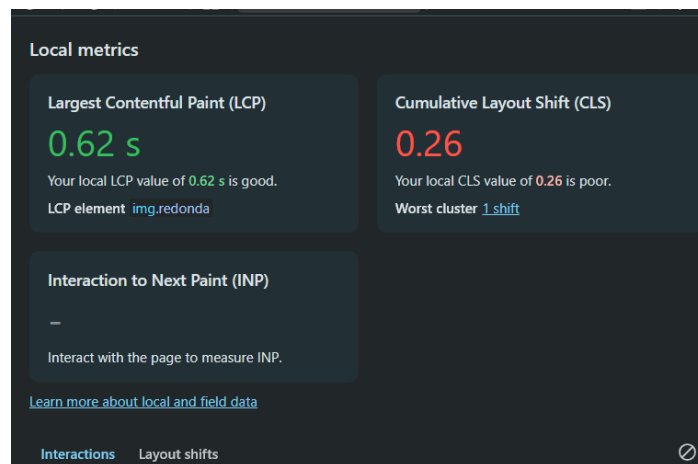 Local metrics
Largest Contentful Paint (LCP)
0.62 s
Your local LCP value of 0.62 s is good.
LCP element img.redonda
Cumulative Layout Shift (CLS)
0.26
Your local CLS value of 0.26 is poor.
Worst cluster 1 shift
Interaction to Next Paint (INP)
-
Interact with the page to measure INP.
Learn more about local and field data
Interactions Layout shifts